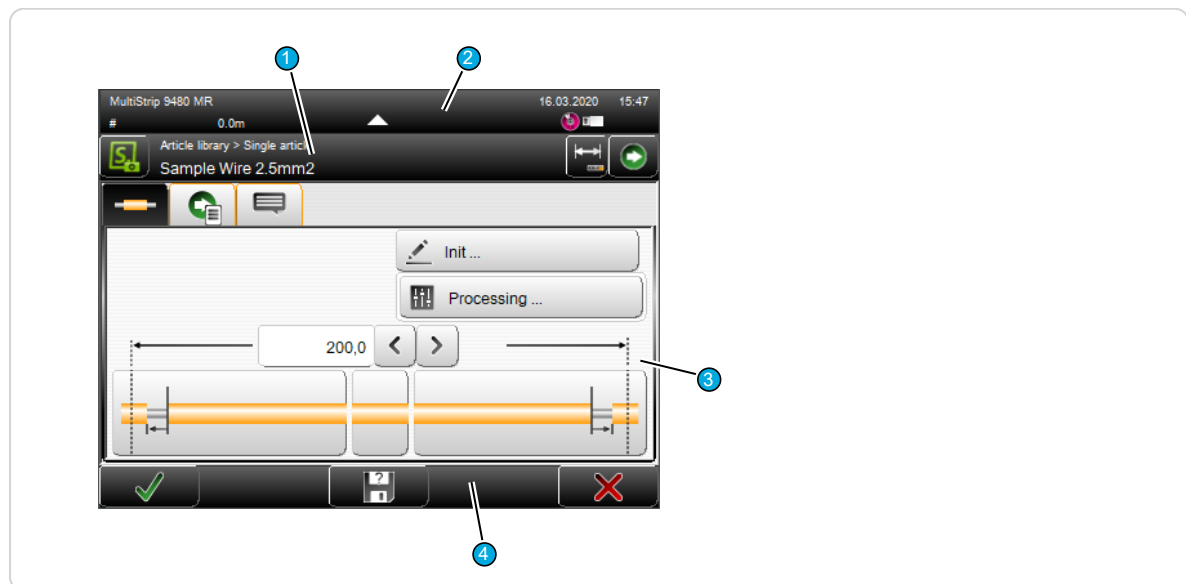 1
2
MultiStrip 9480 MR
16.03.2020 15:47
# 0.0m
Article library > Single article
Sample Wire 2.5mm2
Init ...
Processing ...
200,0
3
?
4